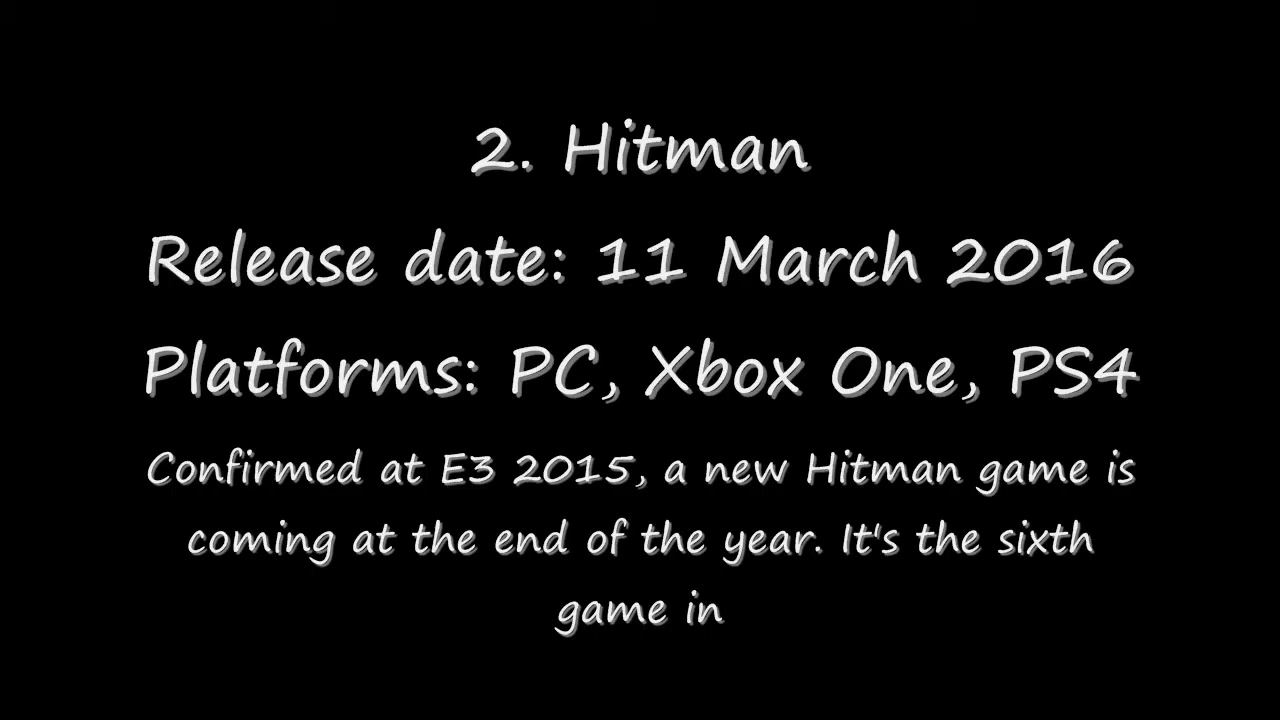 2. Hitman
Release date: 11 March 2016
Platforms: PC, Xbox One, PS4
Confirmed at E3 2015, a new Hitman game is
coming at the end of the year. It's the sixth
game in